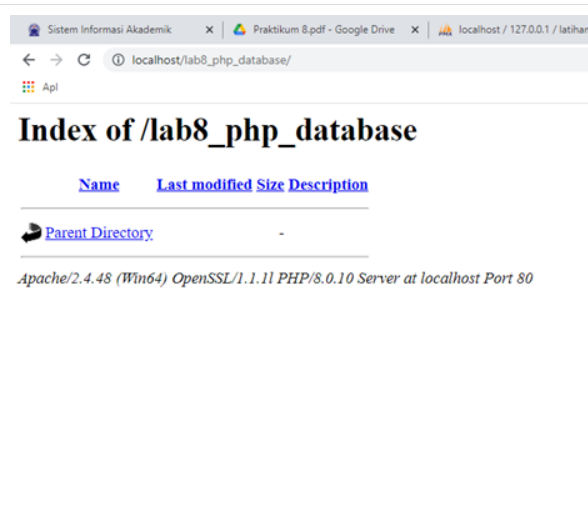 Sistem Informasi Akademik × Praktikum 8.pdf - Google Drive × localhost / 127.0.0.1 / latihan
localhost/lab8_php_database/
Apl
Index of /lab8_php_database
Name Last modified Size Description
Parent Directory -
Apache/2.4.48 (Win64) OpenSSL/1.1.1l PHP/8.0.10 Server at localhost Port 80